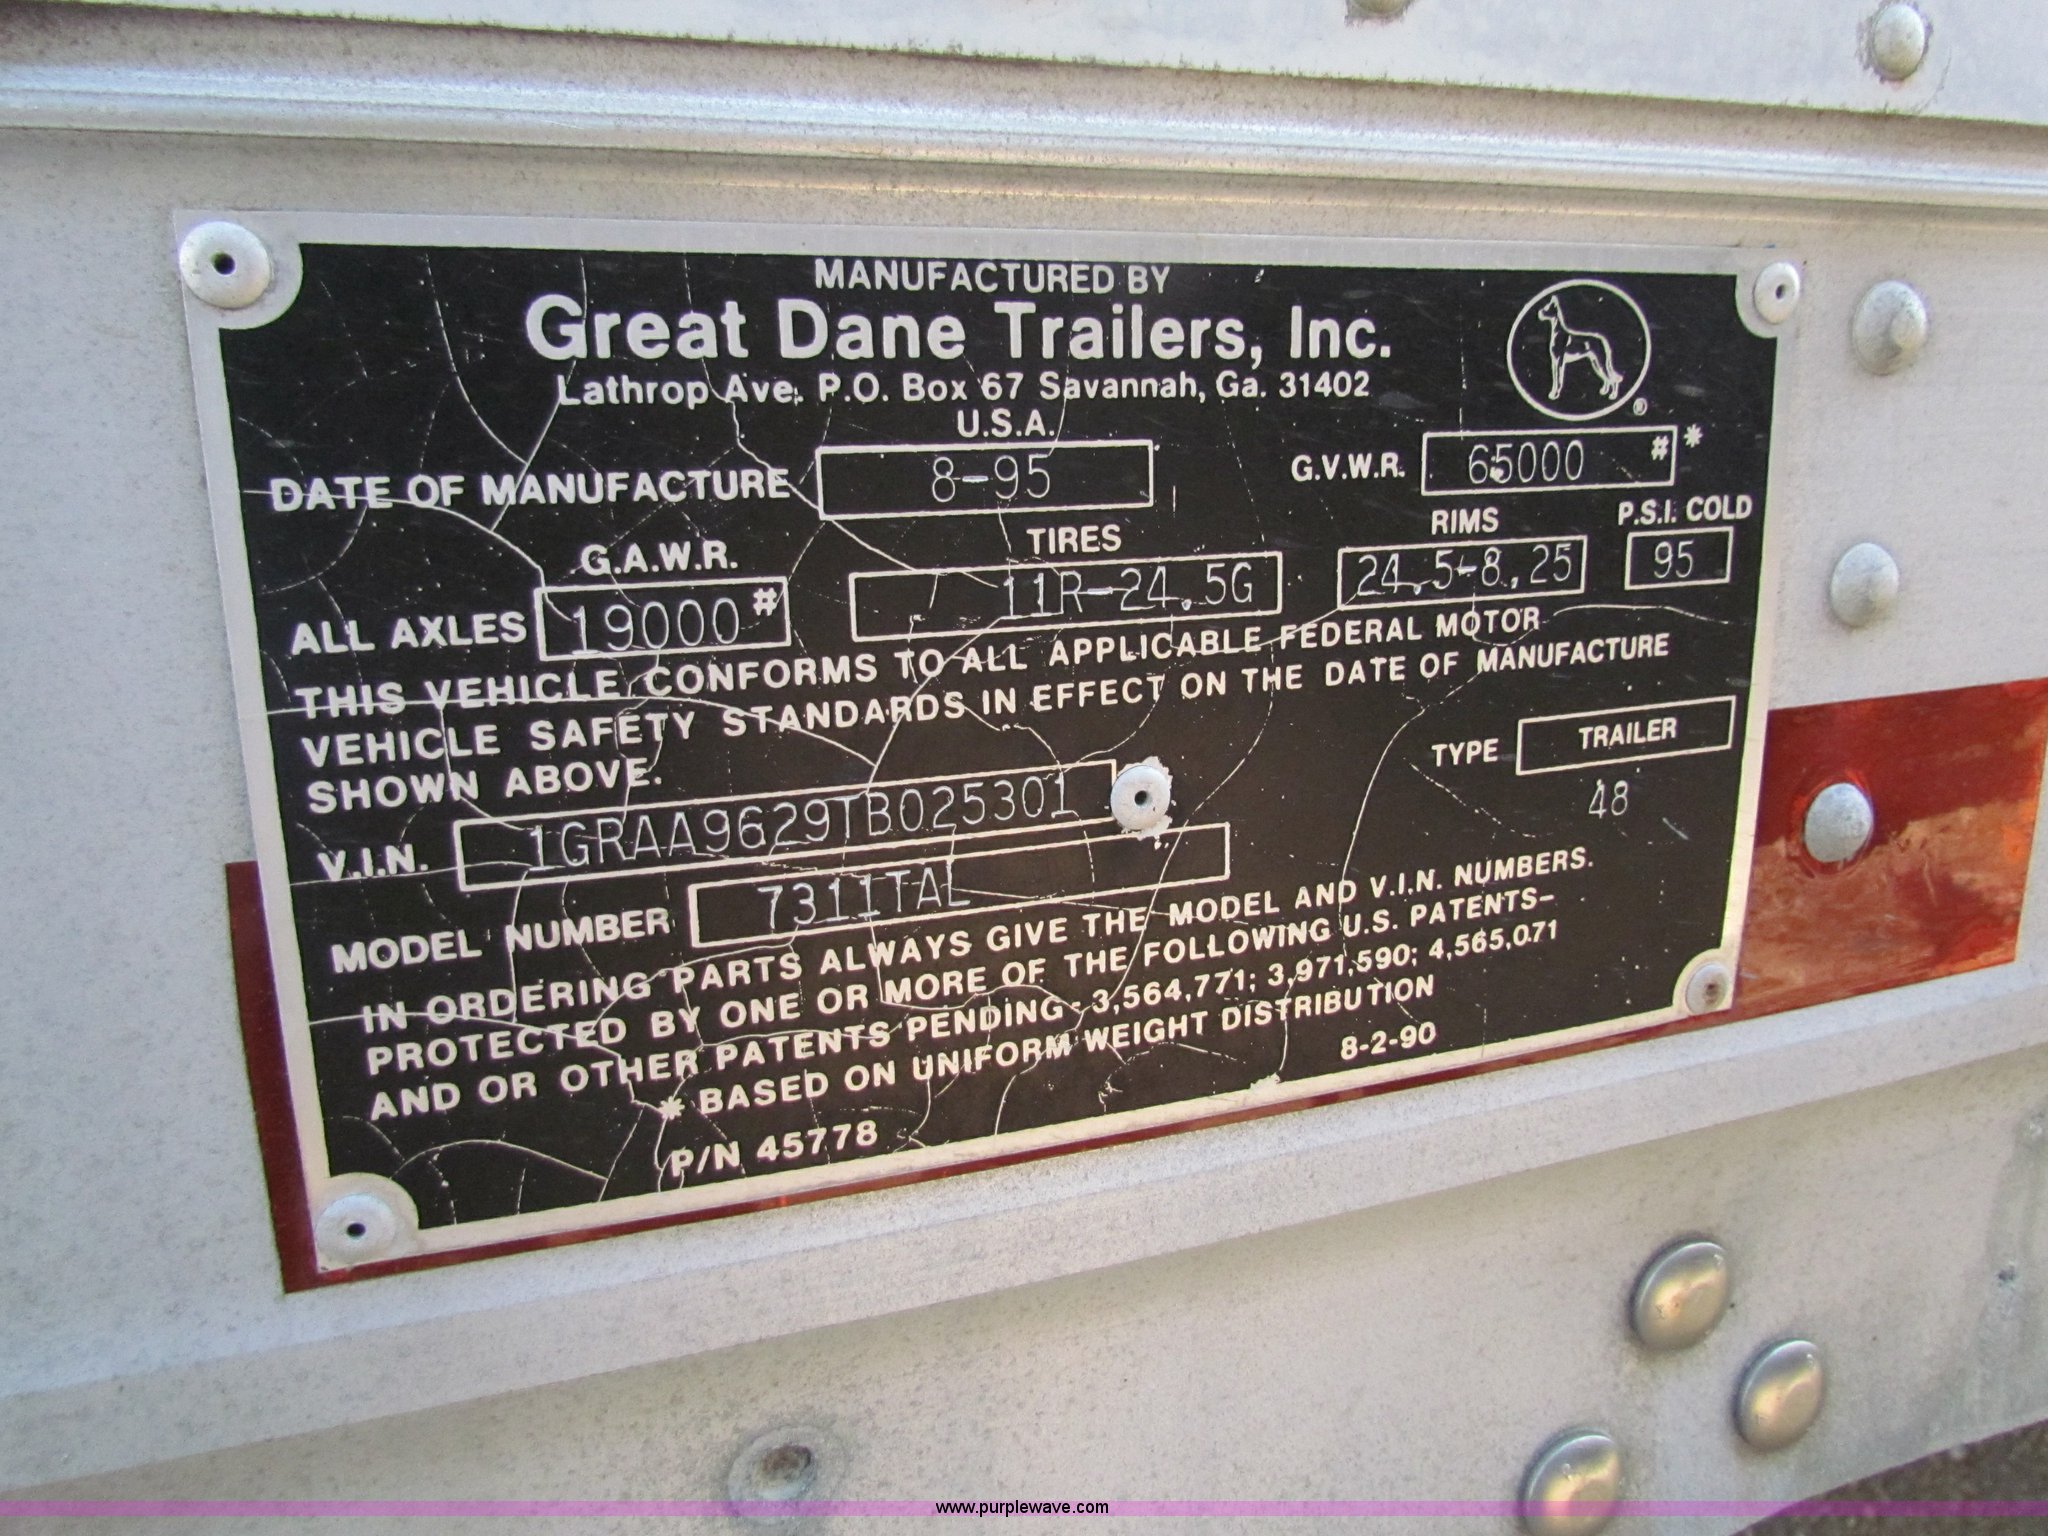 MANUFACTURED BY
Great Dane Trailers, Inc.
®
Lathrop Ave. P.O. Box 67 Savannah, Ga. 31402
U.S.A.
DATE OF MANUFACTURE 8-95 G.V.W.R. 65000 # *
G.A.W.R. TIRES RIMS P.S.I. COLD
ALL AXLES 19000 # 11R-24.5G 24.5-8.25 95
THIS VEHICLE CONFORMS TO ALL APPLICABLE FEDERAL MOTOR
VEHICLE SAFETY STANDARDS IN EFFECT ON THE DATE OF MANUFACTURE
SHOWN ABOVE.
TYPE TRAILER
48
V.I.N. 1GRAA9629TB025301
MODEL NUMBER 7311TAL
IN ORDERING PARTS ALWAYS GIVE THE MODEL AND V.I.N. NUMBERS.
PROTECTED BY ONE OR MORE OF THE FOLLOWING U.S. PATENTS-
AND OR OTHER PATENTS PENDING - 3,564,771; 3,971,590; 4,565,071
* BASED ON UNIFORM WEIGHT DISTRIBUTION
P/N 45778 8-2-90
www.purplewave.com